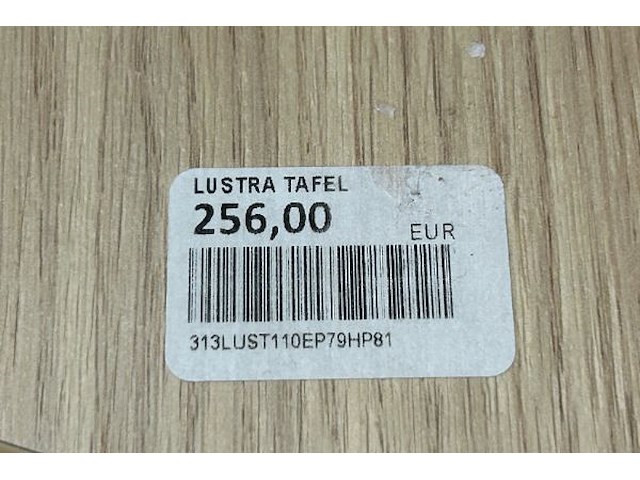 LUSTRA TAFEL
256,00
EUR
313LUST110EP79HP81